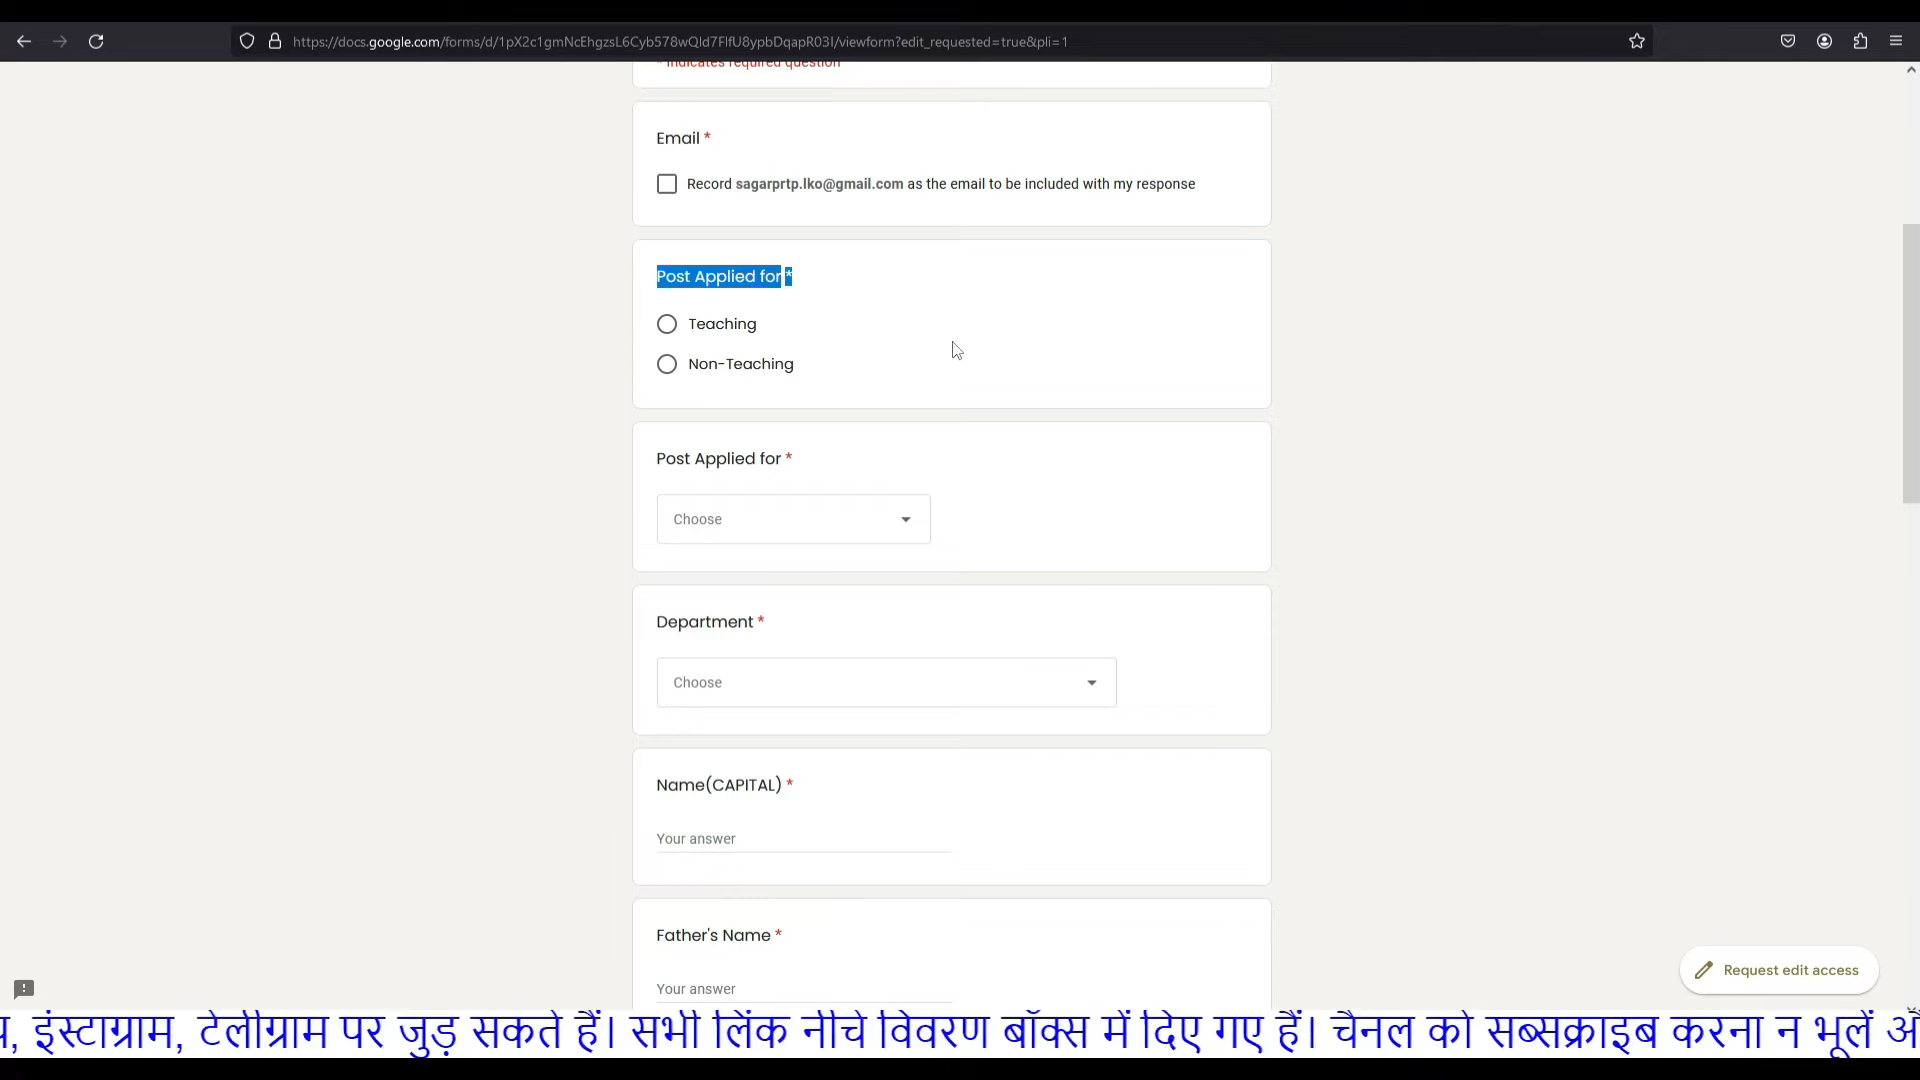 https://docs.google.com/forms/d/1pX2c1gmNcEhgzsL6Cyb578wQld7FlfU8ypbDqapR03I/viewform?edit_requested=true&pli=1
* Indicates required question
Email *
Record sagarprtp.lko@gmail.com as the email to be included with my response
Post Applied for *
Teaching
Non-Teaching
Post Applied for *
Choose
Department *
Choose
Name(CAPITAL) *
Your answer
Father's Name *
Your answer
Request edit access
, इंस्टाग्राम, टेलीग्राम पर जुड़ सकते हैं। सभी लिंक नीचे विवरण बॉक्स में दिए गए हैं। चैनल को सब्सक्राइब करना न भूलें